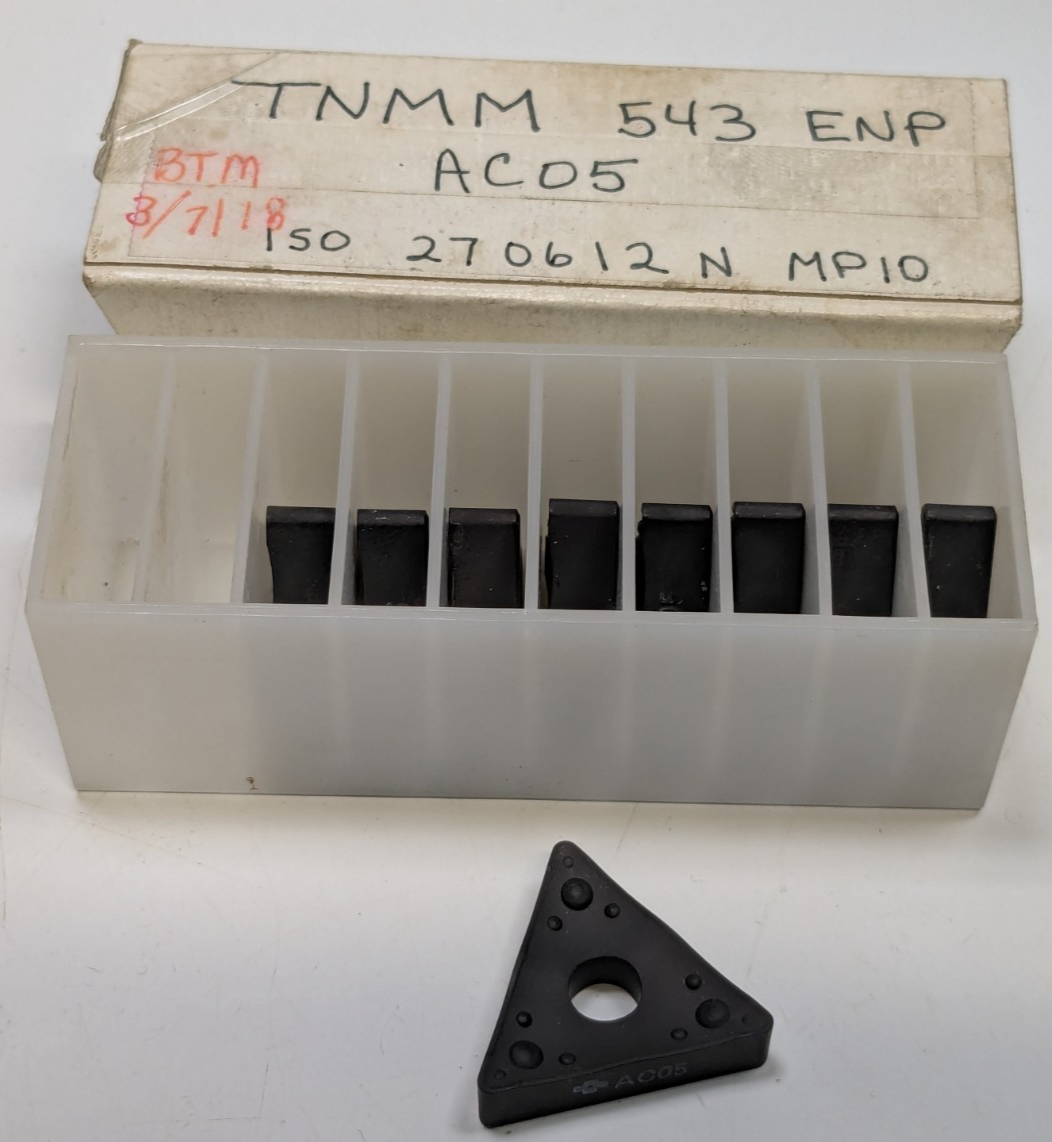 TNMM 543 ENP
AC05
BTM
3/7/18
ISO 270612 N MP10
AC05